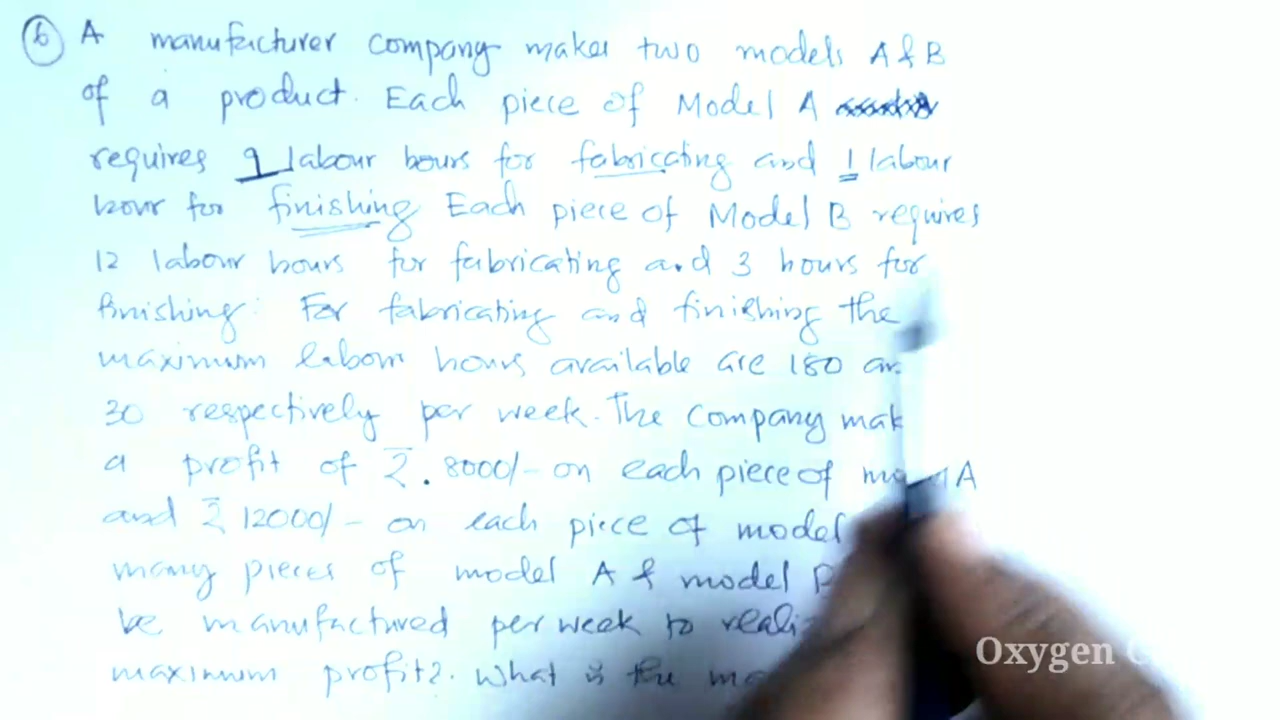 6 A manufacturer company makes two models A & B
of a product. Each piece of Model A
requires 9 labour hours for fabricating and 1 labour
hour for finishing Each piece of Model B requires
12 labour hours for fabricating and 3 hours for
finishing. For fabricating and finishing the
maximum labour hours available are 180 an
30 respectively per week. The company mak
a profit of ₹. 8000/- on each piece of A
and ₹ 12000/- on each piece of model
many pieces of model A & model
be manufactured per week to reali
maximum profit?. What is the ma
Oxygen